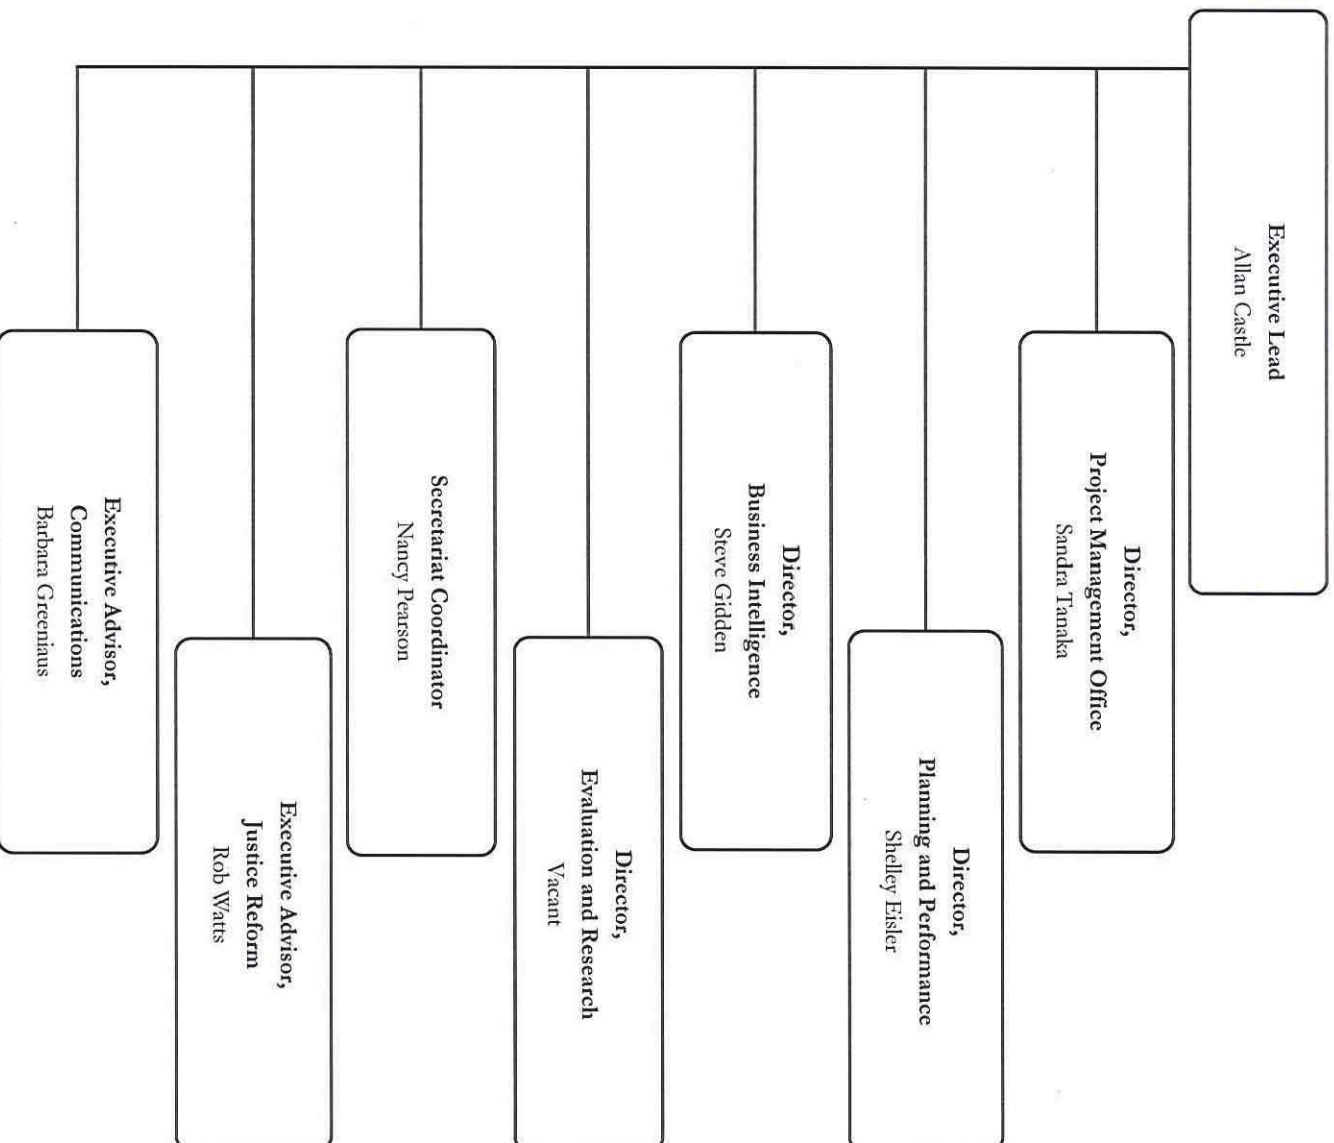 Executive Lead
Allan Castle
Director,
Project Management Office
Sandra Tanaka
Director,
Planning and Performance
Shelley Eisler
Director,
Business Intelligence
Steve Gidden
Director,
Evaluation and Research
Vacant
Secretariat Coordinator
Nancy Pearson
Executive Advisor,
Justice Reform
Rob Watts
Executive Advisor,
Communications
Barbara Greeniaus